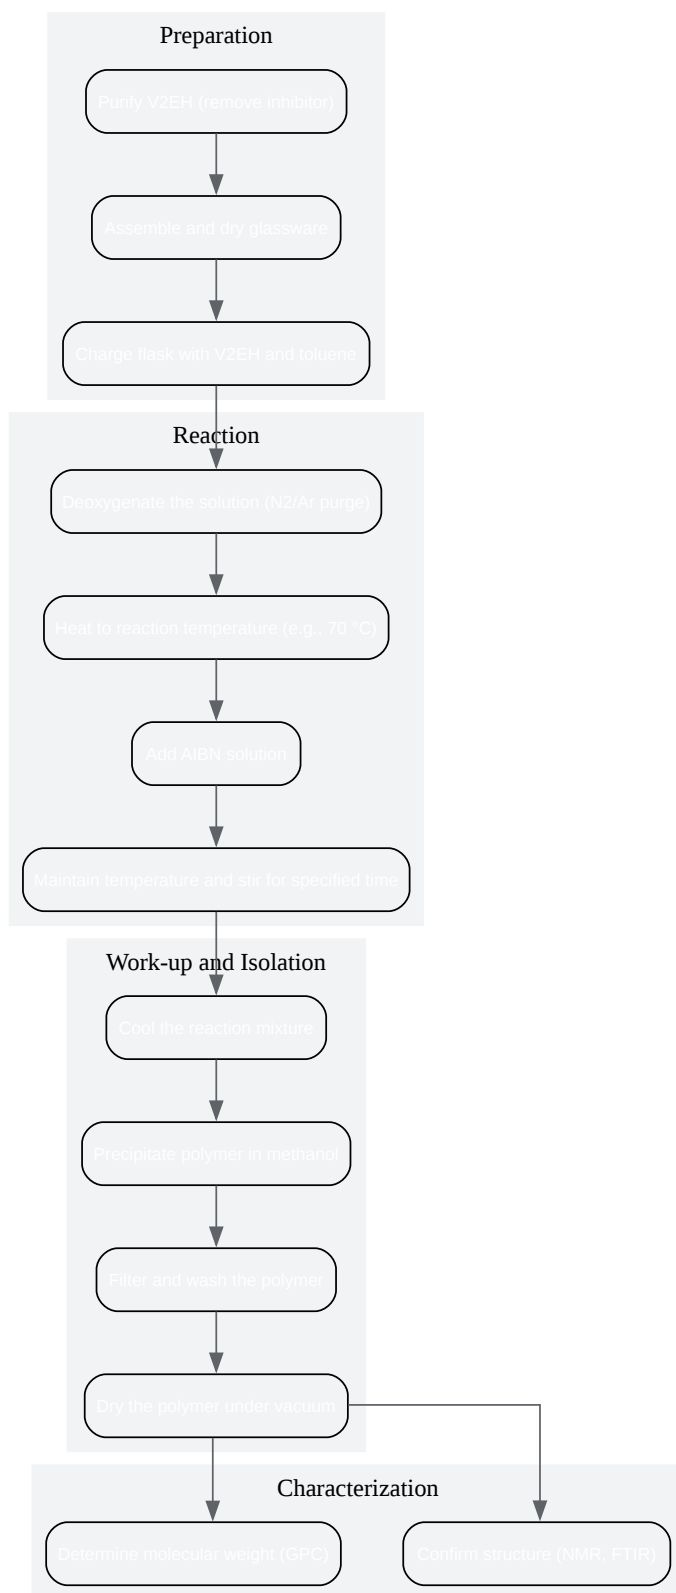 Preparation
Purify V2EH (remove inhibitor)
Assemble and dry glassware
Charge flask with V2EH and toluene
Reaction
Deoxygenate the solution (N2/Ar purge)
Heat to reaction temperature (e.g., 70 °C)
Add AIBN solution
Maintain temperature and stir for specified time
Work-up and Isolation
Cool the reaction mixture
Precipitate polymer in methanol
Filter and wash the polymer
Dry the polymer under vacuum
Characterization
Determine molecular weight (GPC)
Confirm structure (NMR, FTIR)